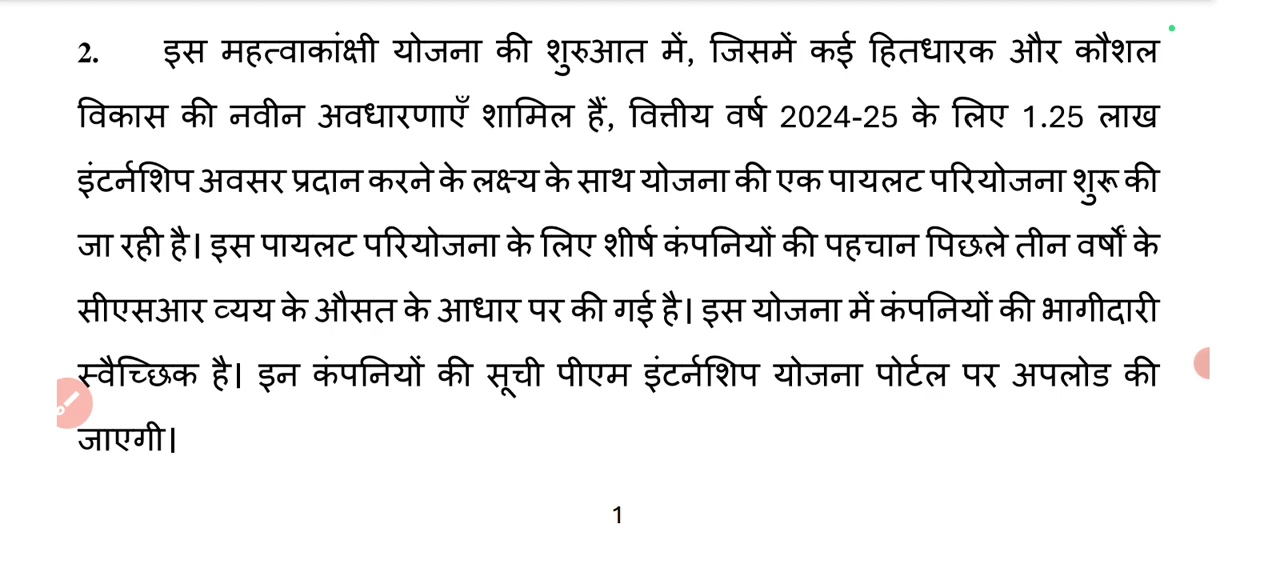 2. इस महत्वाकांक्षी योजना की शुरुआत में, जिसमें कई हितधारक और कौशल
विकास की नवीन अवधारणाएँ शामिल हैं, वित्तीय वर्ष 2024-25 के लिए 1.25 लाख
इंटर्नशिप अवसर प्रदान करने के लक्ष्य के साथ योजना की एक पायलट परियोजना शुरू की
जा रही है। इस पायलट परियोजना के लिए शीर्ष कंपनियों की पहचान पिछले तीन वर्षों के
सीएसआर व्यय के औसत के आधार पर की गई है। इस योजना में कंपनियों की भागीदारी
स्वैच्छिक है। इन कंपनियों की सूची पीएम इंटर्नशिप योजना पोर्टल पर अपलोड की
जाएगी।
1